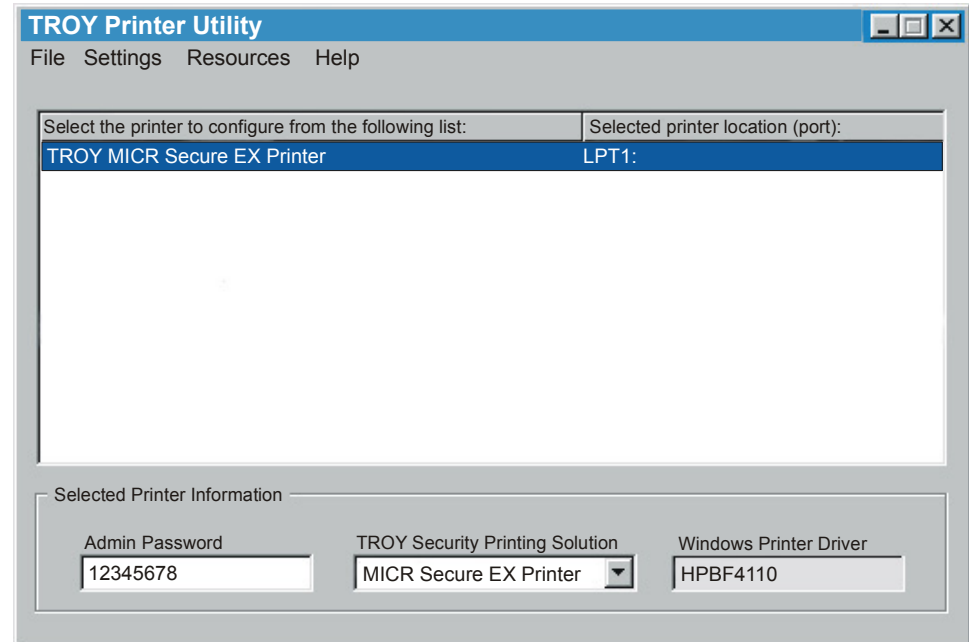 TROY Printer Utility
File Settings Resources Help
Select the printer to configure from the following list: Selected printer location (port):
TROY MICR Secure EX Printer LPT1:
Selected Printer Information
Admin Password TROY Security Printing Solution Windows Printer Driver
12345678 MICR Secure EX Printer HPBF4110